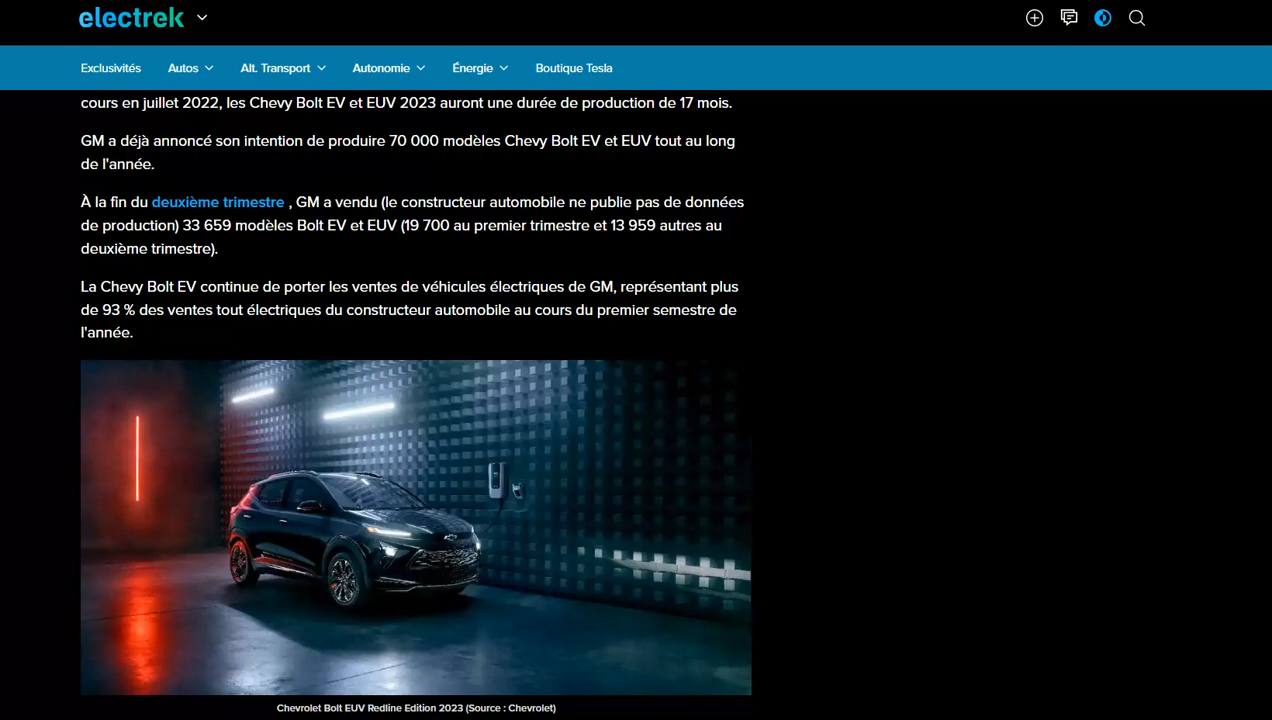 electrek
Exclusivités Autos Alt. Transport Autonomie Énergie Boutique Tesla
cours en juillet 2022, les Chevy Bolt EV et EUV 2023 auront une durée de production de 17 mois.
GM a déjà annoncé son intention de produire 70 000 modèles Chevy Bolt EV et EUV tout au long
de l'année.
À la fin du deuxième trimestre , GM a vendu (le constructeur automobile ne publie pas de données
de production) 33 659 modèles Bolt EV et EUV (19 700 au premier trimestre et 13 959 autres au
deuxième trimestre).
La Chevy Bolt EV continue de porter les ventes de véhicules électriques de GM, représentant plus
de 93 % des ventes tout électriques du constructeur automobile au cours du premier semestre de
l'année.
Chevrolet Bolt EUV Redline Edition 2023 (Source : Chevrolet)